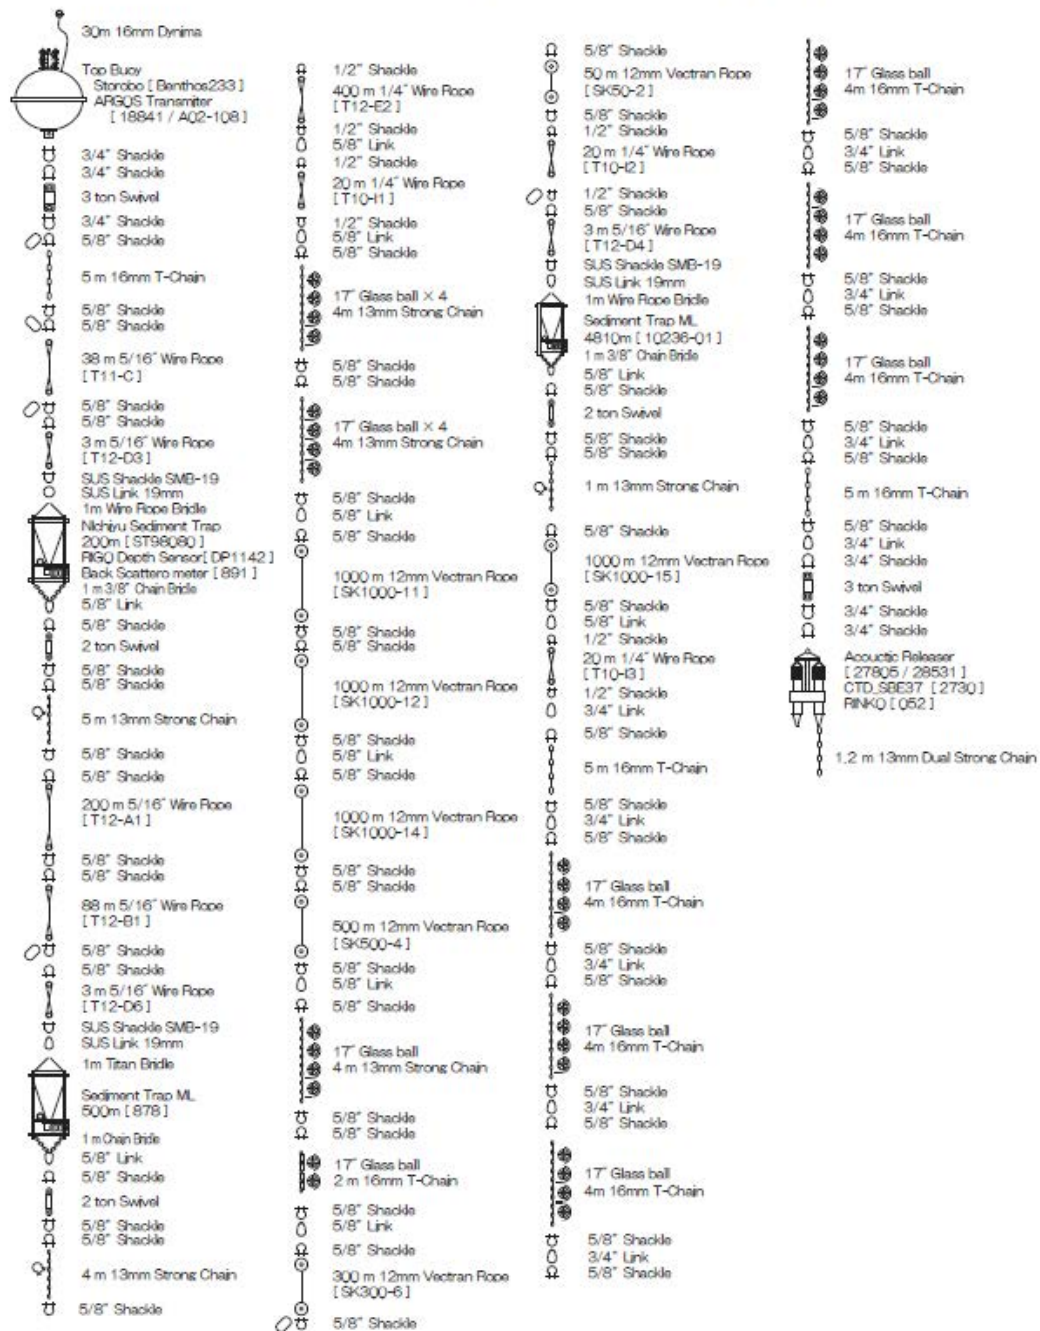 30m 16mm Dynima
Top Buoy
Storobo [ Benthos233 ]
ARGOS Transmiter
[ 18841 / A02-108 ]
3/4" Shackle
3/4" Shackle
3 ton Swivel
3/4" Shackle
5/8" Shackle
5 m 16mm T-Chain
5/8" Shackle
5/8" Shackle
38 m 5/16" Wire Rope
[ T11-C ]
5/8" Shackle
5/8" Shackle
3 m 5/16" Wire Rope
[ T12-D3 ]
SUS Shackle SMB-19
SUS Link 19mm
1m Wire Rope Bridle
Nichiyu Sediment Trap
200m [ ST98080 ]
RIGO Depth Sensor[ DP1142 ]
Back Scattero meter [ 891 ]
1 m 3/8" Chain Bridle
5/8" Link
5/8" Shackle
2 ton Swivel
5/8" Shackle
5/8" Shackle
5 m 13mm Strong Chain
5/8" Shackle
5/8" Shackle
200 m 5/16" Wire Rope
[ T12-A1 ]
5/8" Shackle
5/8" Shackle
88 m 5/16" Wire Rope
[ T12-B1 ]
5/8" Shackle
5/8" Shackle
3 m 5/16" Wire Rope
[ T12-D6 ]
SUS Shackle SMB-19
SUS Link 19mm
1m Titan Bridle
Sediment Trap ML
500m [ 878 ]
1 m Chain Bridle
5/8" Link
5/8" Shackle
2 ton Swivel
5/8" Shackle
5/8" Shackle
4 m 13mm Strong Chain
5/8" Shackle
1/2" Shackle
400 m 1/4" Wire Rope
[ T12-E2 ]
1/2" Shackle
5/8" Link
1/2" Shackle
20 m 1/4" Wire Rope
[ T10-I1 ]
1/2" Shackle
5/8" Link
5/8" Shackle
17" Glass ball × 4
4m 13mm Strong Chain
5/8" Shackle
5/8" Shackle
17" Glass ball × 4
4m 13mm Strong Chain
5/8" Shackle
5/8" Link
5/8" Shackle
1000 m 12mm Vectran Rope
[ SK1000-11 ]
5/8" Shackle
5/8" Shackle
1000 m 12mm Vectran Rope
[ SK1000-12 ]
5/8" Shackle
5/8" Link
5/8" Shackle
1000 m 12mm Vectran Rope
[ SK1000-14 ]
5/8" Shackle
5/8" Shackle
500 m 12mm Vectran Rope
[ SK500-4 ]
5/8" Shackle
5/8" Link
5/8" Shackle
17" Glass ball
4 m 13mm Strong Chain
5/8" Shackle
5/8" Shackle
17" Glass ball
2 m 16mm T-Chain
5/8" Shackle
5/8" Link
5/8" Shackle
300 m 12mm Vectran Rope
[ SK300-6 ]
5/8" Shackle
5/8" Shackle
50 m 12mm Vectran Rope
[ SK50-2 ]
5/8" Shackle
1/2" Shackle
20 m 1/4" Wire Rope
[ T10-I2 ]
1/2" Shackle
5/8" Shackle
3 m 5/16" Wire Rope
[ T12-D4 ]
SUS Shackle SMB-19
SUS Link 19mm
1m Wire Rope Bridle
Sediment Trap ML
4810m [ 10236-01 ]
1 m 3/8" Chain Bridle
5/8" Link
5/8" Shackle
2 ton Swivel
5/8" Shackle
5/8" Shackle
1 m 13mm Strong Chain
5/8" Shackle
1000 m 12mm Vectran Rope
[ SK1000-15 ]
5/8" Shackle
5/8" Link
1/2" Shackle
20 m 1/4" Wire Rope
[ T10-I3 ]
1/2" Shackle
3/4" Link
5/8" Shackle
5 m 16mm T-Chain
5/8" Shackle
3/4" Link
5/8" Shackle
17" Glass ball
4m 16mm T-Chain
5/8" Shackle
3/4" Link
5/8" Shackle
17" Glass ball
4m 16mm T-Chain
5/8" Shackle
3/4" Link
5/8" Shackle
17" Glass ball
4m 16mm T-Chain
5/8" Shackle
3/4" Link
5/8" Shackle
17" Glass ball
4m 16mm T-Chain
5/8" Shackle
3/4" Link
5/8" Shackle
17" Glass ball
4m 16mm T-Chain
5/8" Shackle
3/4" Link
5/8" Shackle
17" Glass ball
4m 16mm T-Chain
5/8" Shackle
3/4" Link
5/8" Shackle
5 m 16mm T-Chain
5/8" Shackle
3/4" Link
3/4" Shackle
3 ton Swivel
3/4" Shackle
3/4" Shackle
Acouctic Releaser
[ 27805 / 28531 ]
CTD_SBE37 [ 2730 ]
RINKO [ 052 ]
1.2 m 13mm Dual Strong Chain